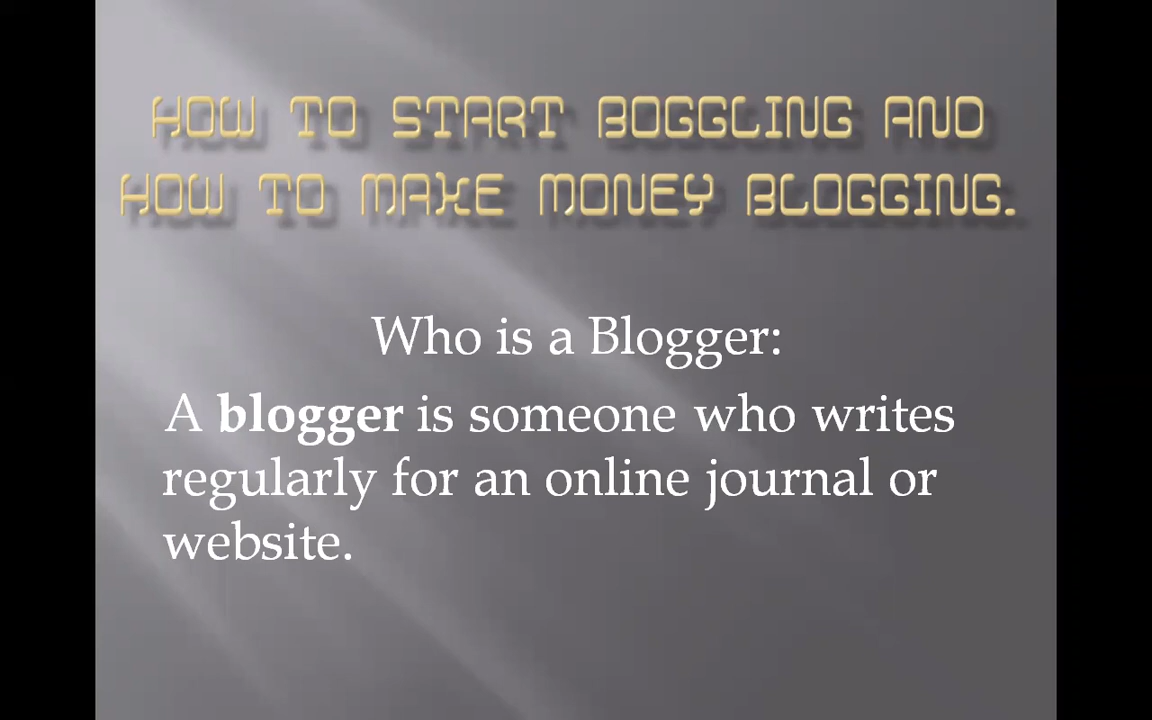 HOW TO START BOGGLING AND
HOW TO MAKE MONEY BLOGGING.
Who is a Blogger:
A blogger is someone who writes
regularly for an online journal or
website.